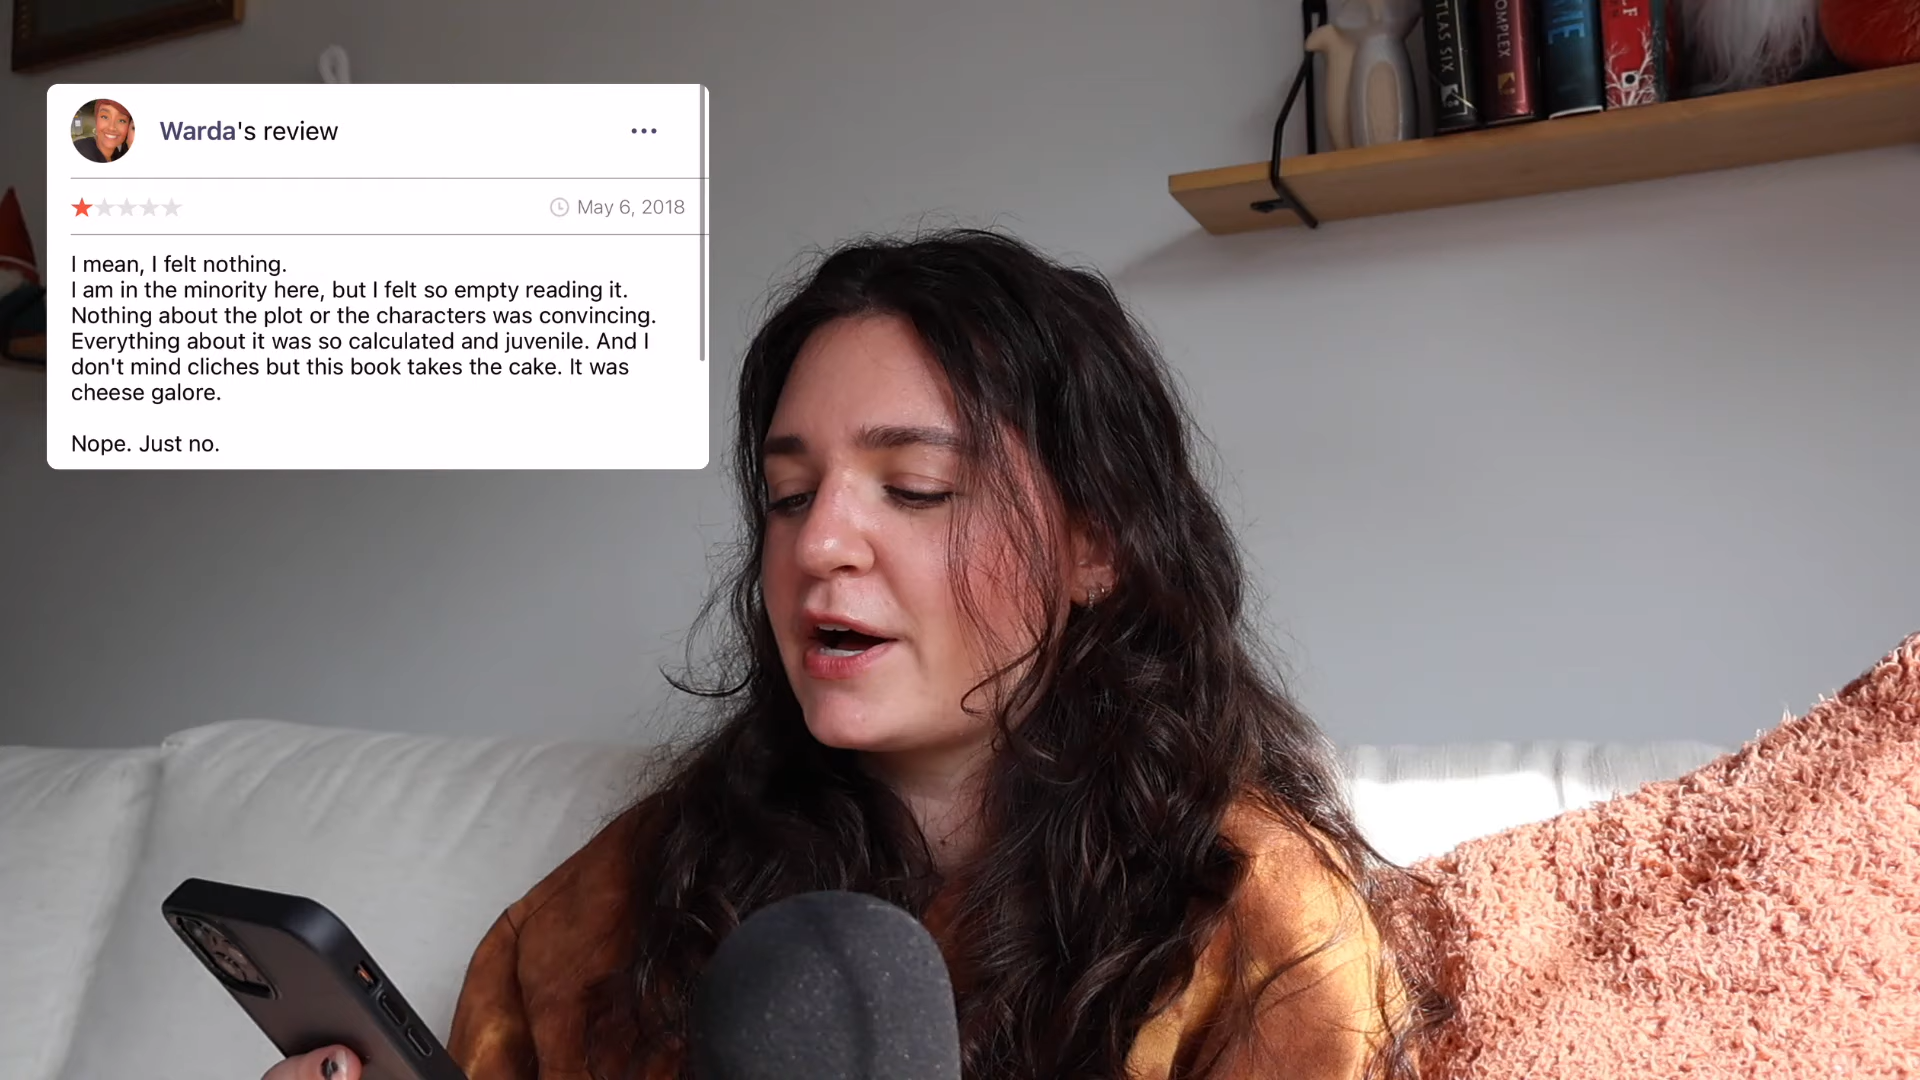 Warda's review
May 6, 2018
I mean, I felt nothing.
I am in the minority here, but I felt so empty reading it.
Nothing about the plot or the characters was convincing.
Everything about it was so calculated and juvenile. And I
don't mind cliches but this book takes the cake. It was
cheese galore.
Nope. Just no.
TLAS SIX
OMPLEX
ME
LF